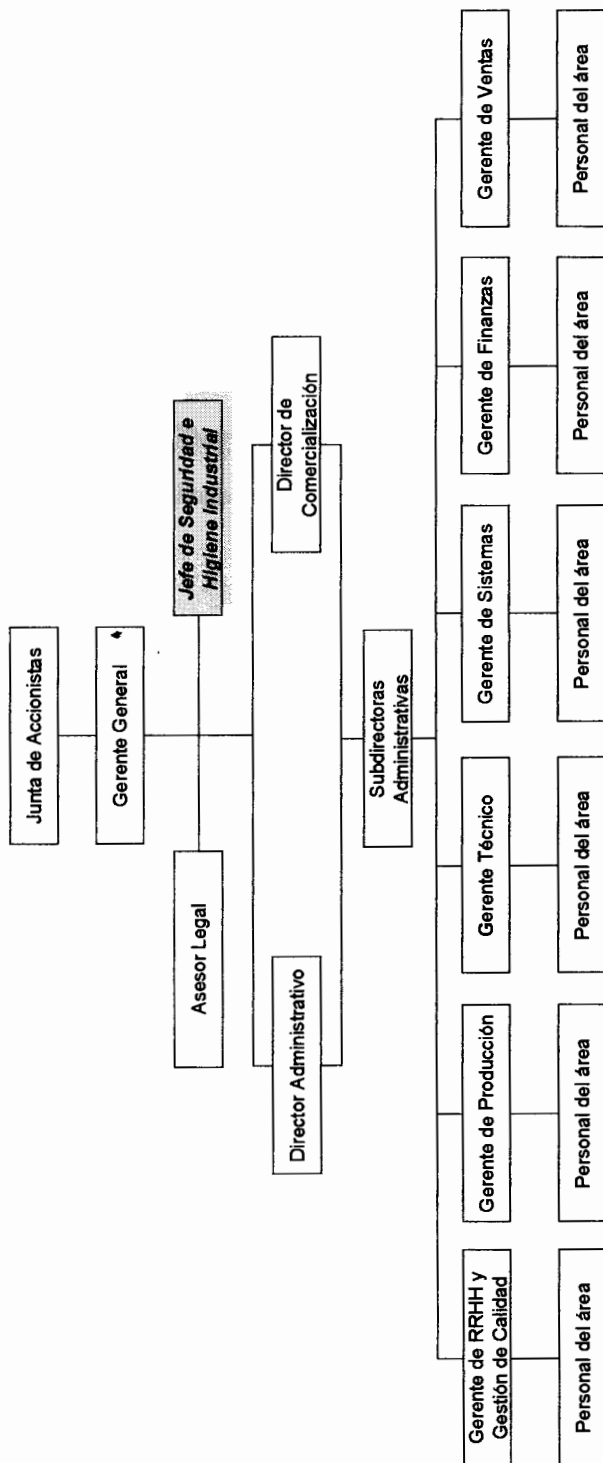 Junta de Accionistas
Gerente General
Asesor Legal
Jefe de Seguridad e
Higiene Industrial
Director Administrativo
Director de
Comercialización
Subdirectoras
Administrativas
Gerente de RRHH y
Gestión de Calidad
Gerente de Producción
Gerente Técnico
Gerente de Sistemas
Gerente de Finanzas
Gerente de Ventas
Personal del área
Personal del área
Personal del área
Personal del área
Personal del área
Personal del área